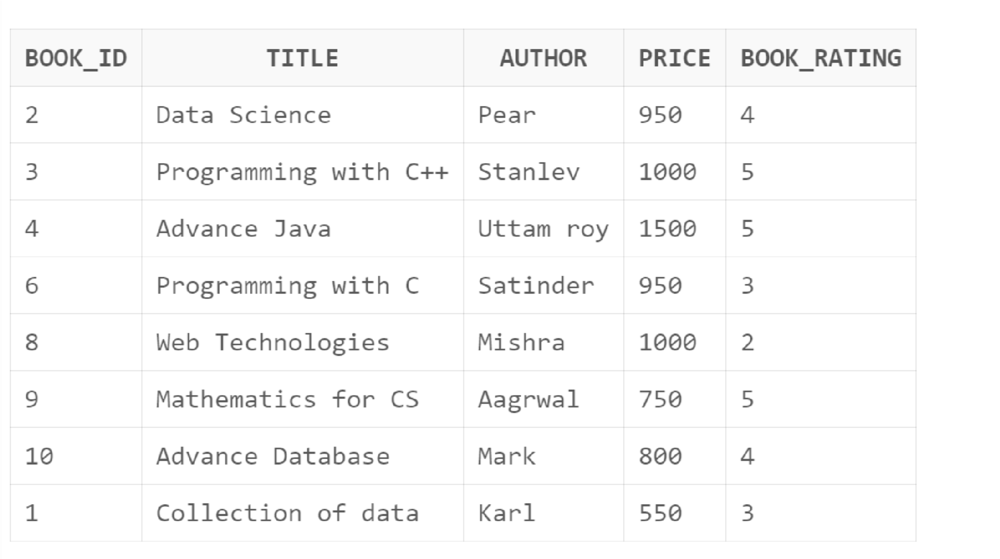 BOOK_ID TITLE AUTHOR PRICE BOOK_RATING
2 Data Science Pear 950 4
3 Programming with C++ Stanlev 1000 5
4 Advance Java Uttam roy 1500 5
6 Programming with C Satinder 950 3
8 Web Technologies Mishra 1000 2
9 Mathematics for CS Aagrwal 750 5
10 Advance Database Mark 800 4
1 Collection of data Karl 550 3